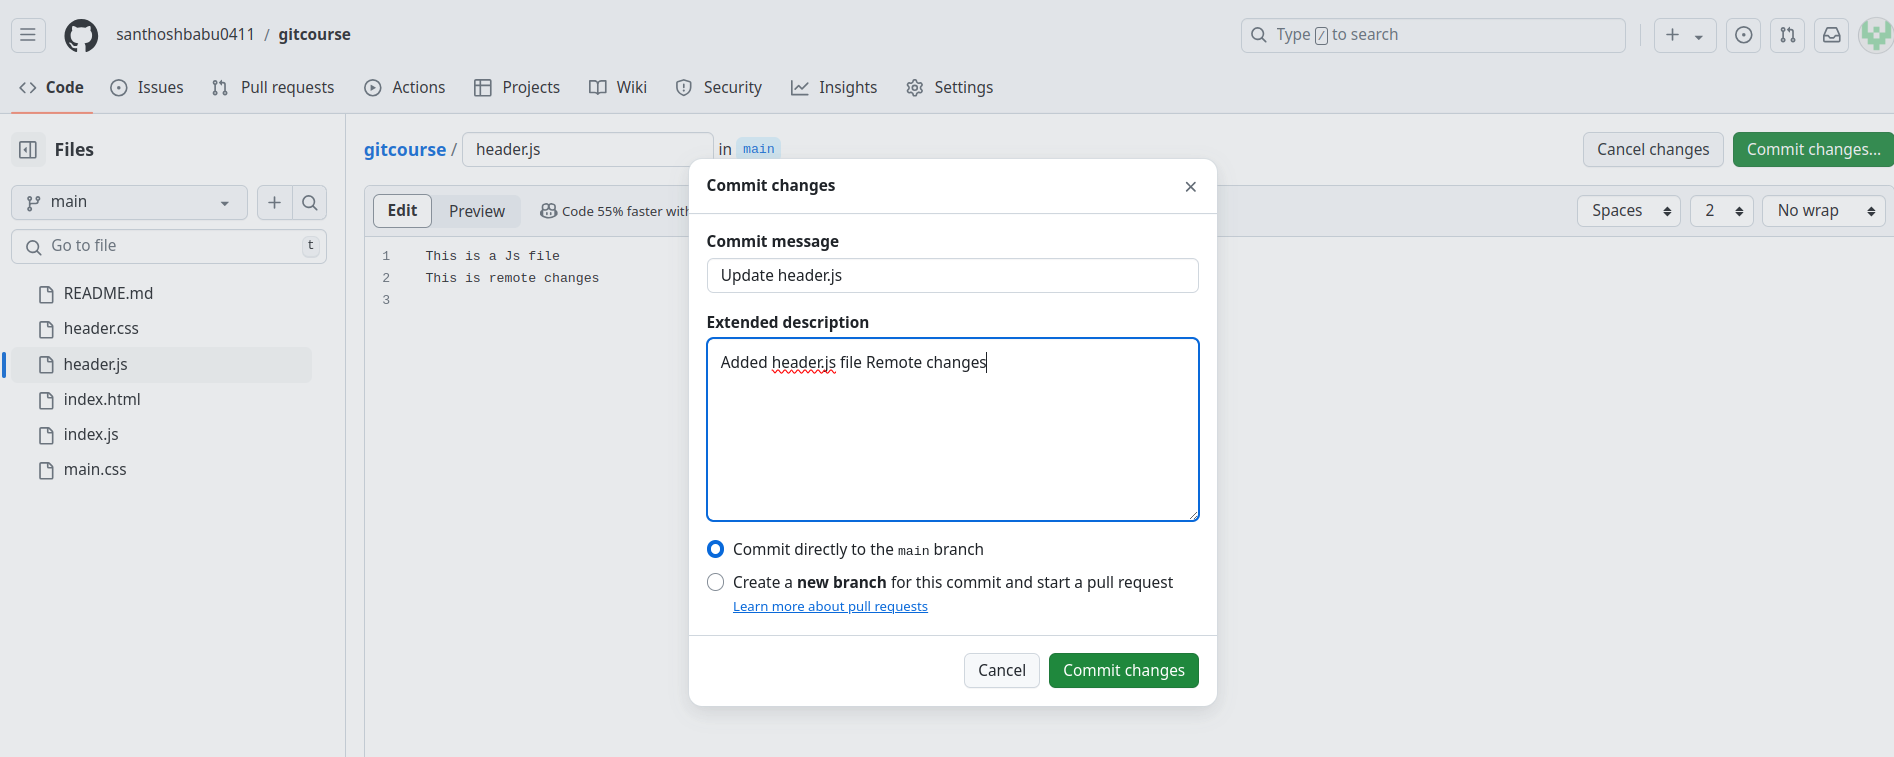 santhoshbabu0411 / gitcourse
Type / to search
Code Issues Pull requests Actions Projects Wiki Security Insights Settings
Files
gitcourse / header.js in main
Cancel changes Commit changes...
main
Edit Preview Code 55% faster with
Spaces 2 No wrap
Go to file t
README.md
header.css
header.js
index.html
index.js
main.css
1 This is a Js file
2 This is remote changes
3
Commit changes
Commit message
Update header.js
Extended description
Added header.js file Remote changes
Commit directly to the main branch
Create a new branch for this commit and start a pull request
Learn more about pull requests
Cancel Commit changes